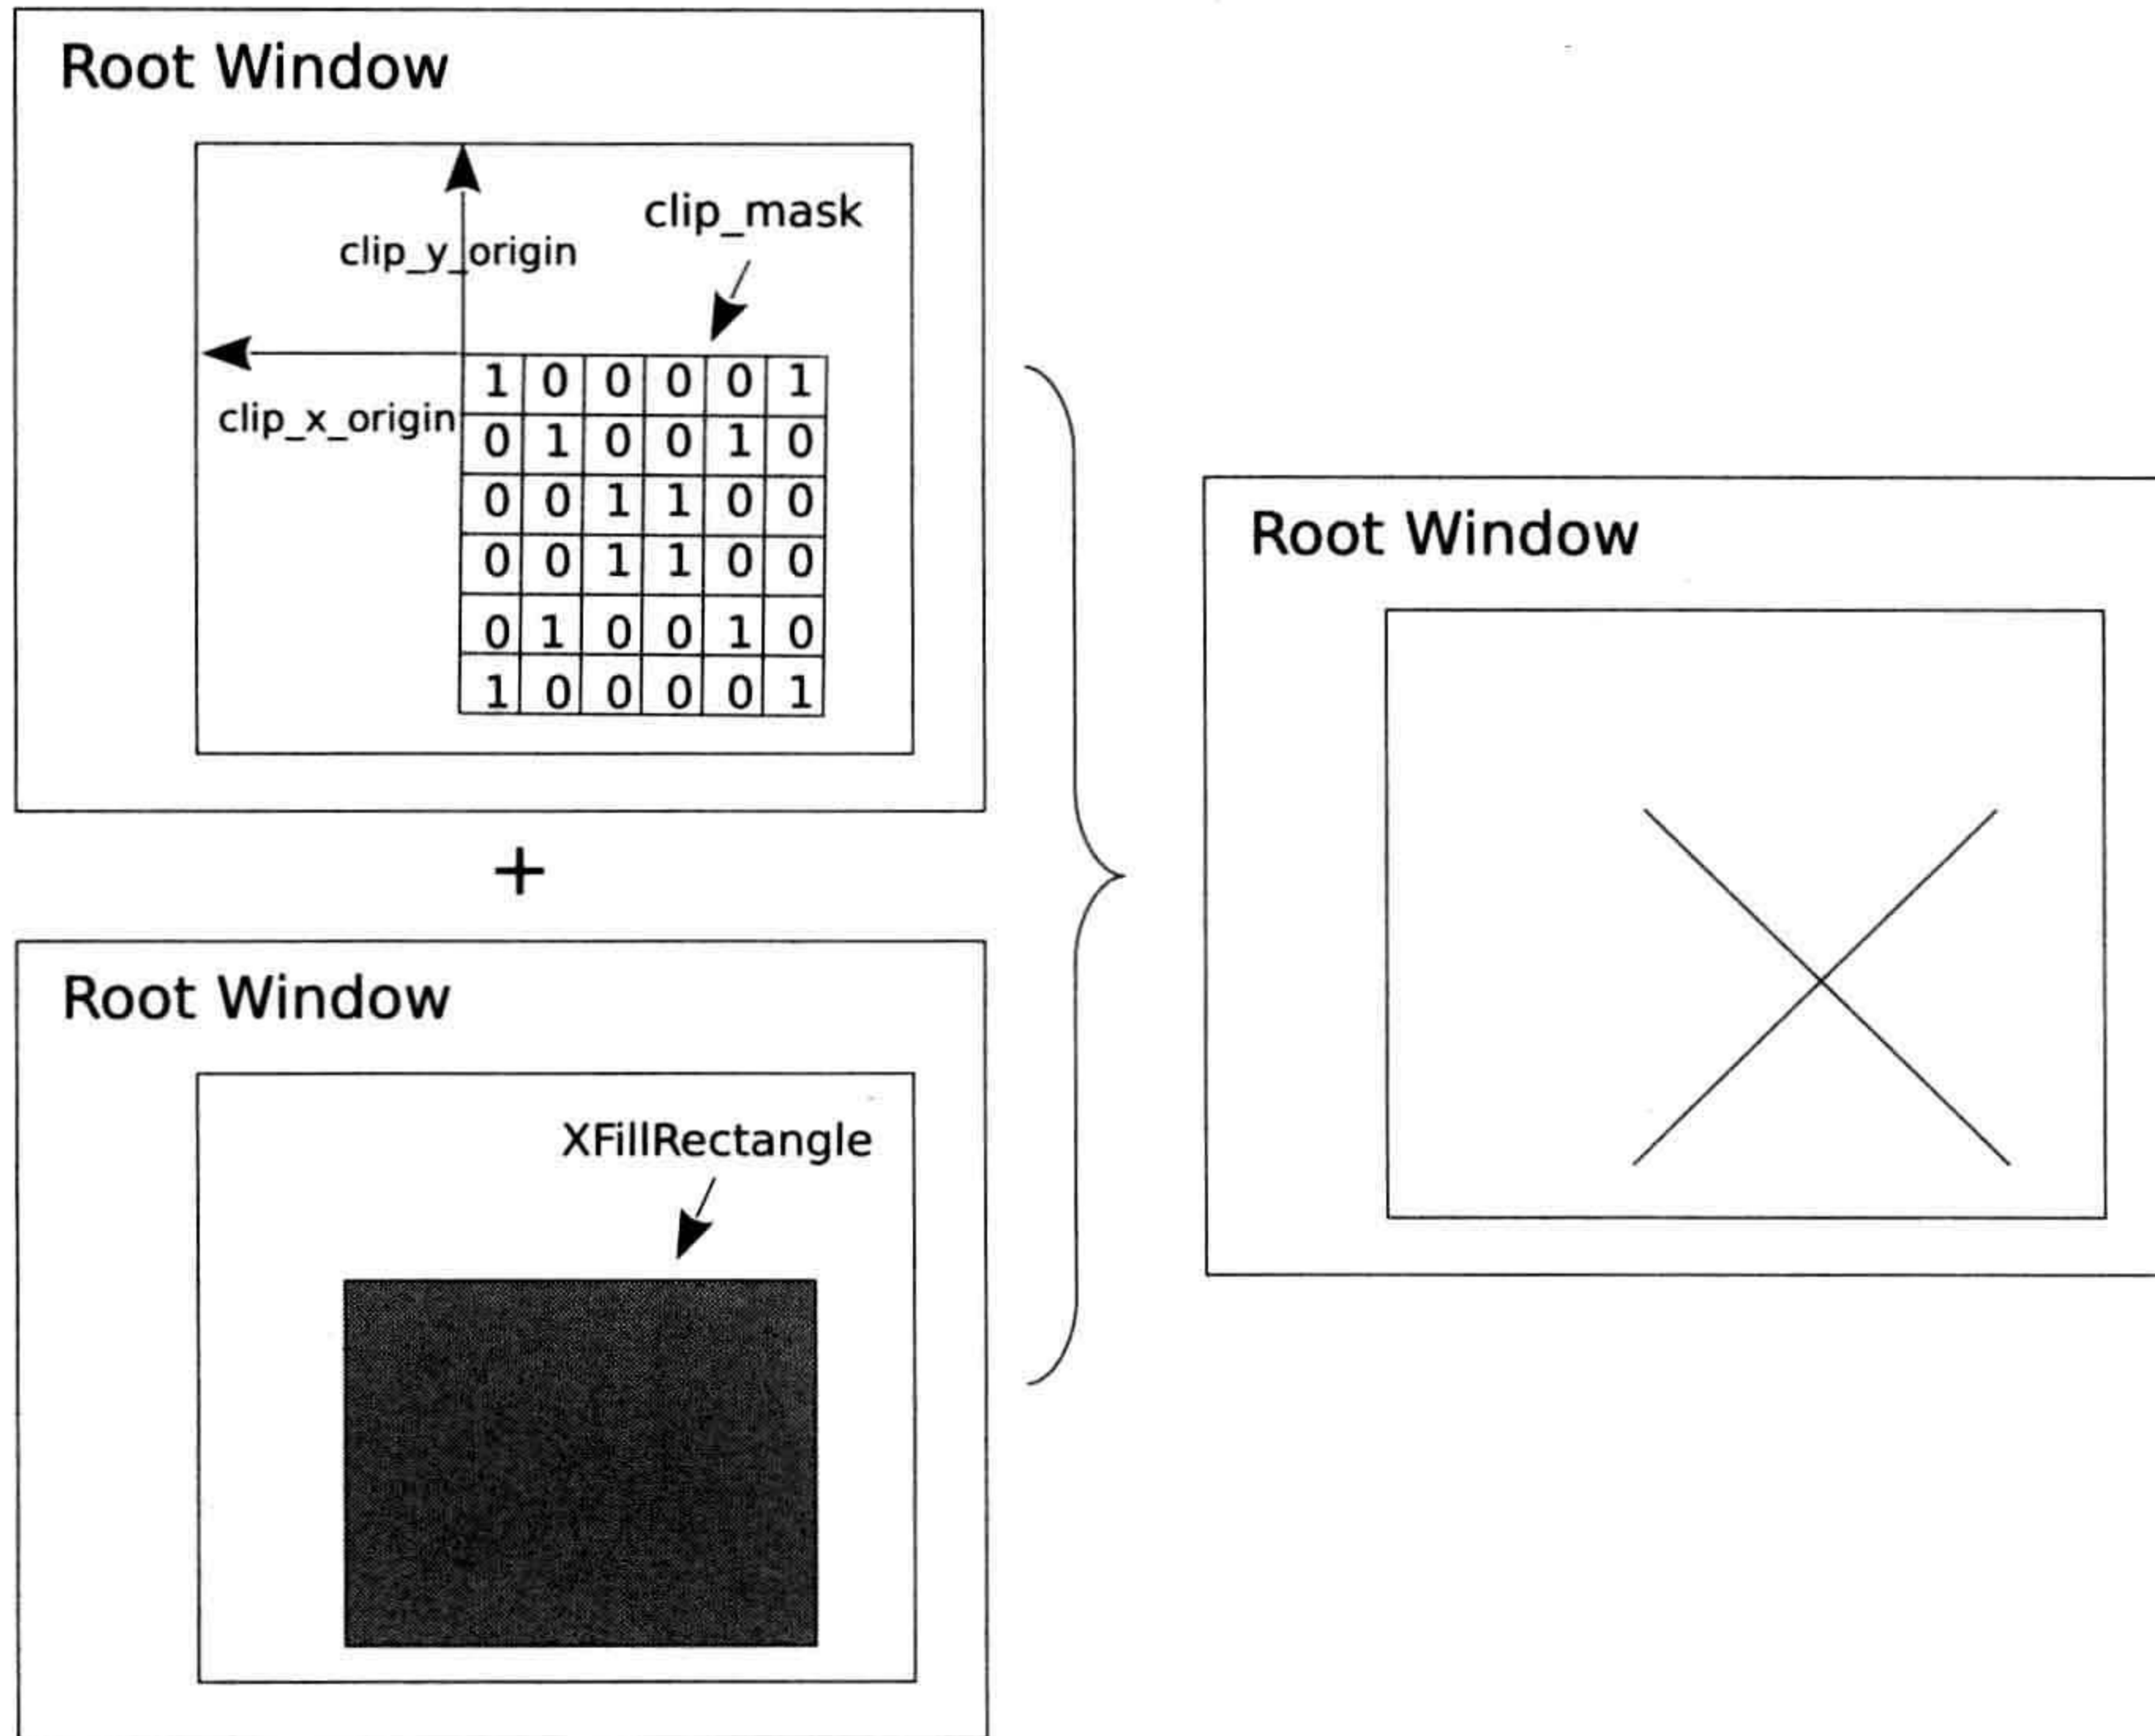 Root Window
clip_mask
clip_y_origin
clip_x_origin
1 0 0 0 0 1
0 1 0 0 1 0
0 0 1 1 0 0
0 0 1 1 0 0
0 1 0 0 1 0
1 0 0 0 0 1
+
Root Window
XFillRectangle
Root Window